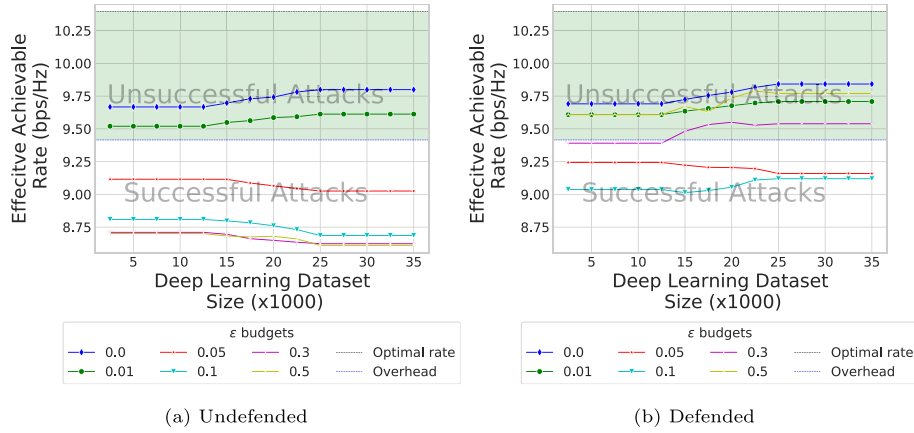 Effecitve Achievable
Rate (bps/Hz)
10.25
10.00
9.75
9.50
9.25
9.00
8.75
Unsuccessful Attacks
Successful Attacks
5 10 15 20 25 30 35
Deep Learning Dataset
Size (x1000)
ε budgets
0.0 0.05 0.3 Optimal rate
0.01 0.1 0.5 Overhead
(a) Undefended
Effecitve Achievable
Rate (bps/Hz)
10.25
10.00
9.75
9.50
9.25
9.00
8.75
Unsuccessful Attacks
Successful Attacks
5 10 15 20 25 30 35
Deep Learning Dataset
Size (x1000)
ε budgets
0.0 0.05 0.3 Optimal rate
0.01 0.1 0.5 Overhead
(b) Defended